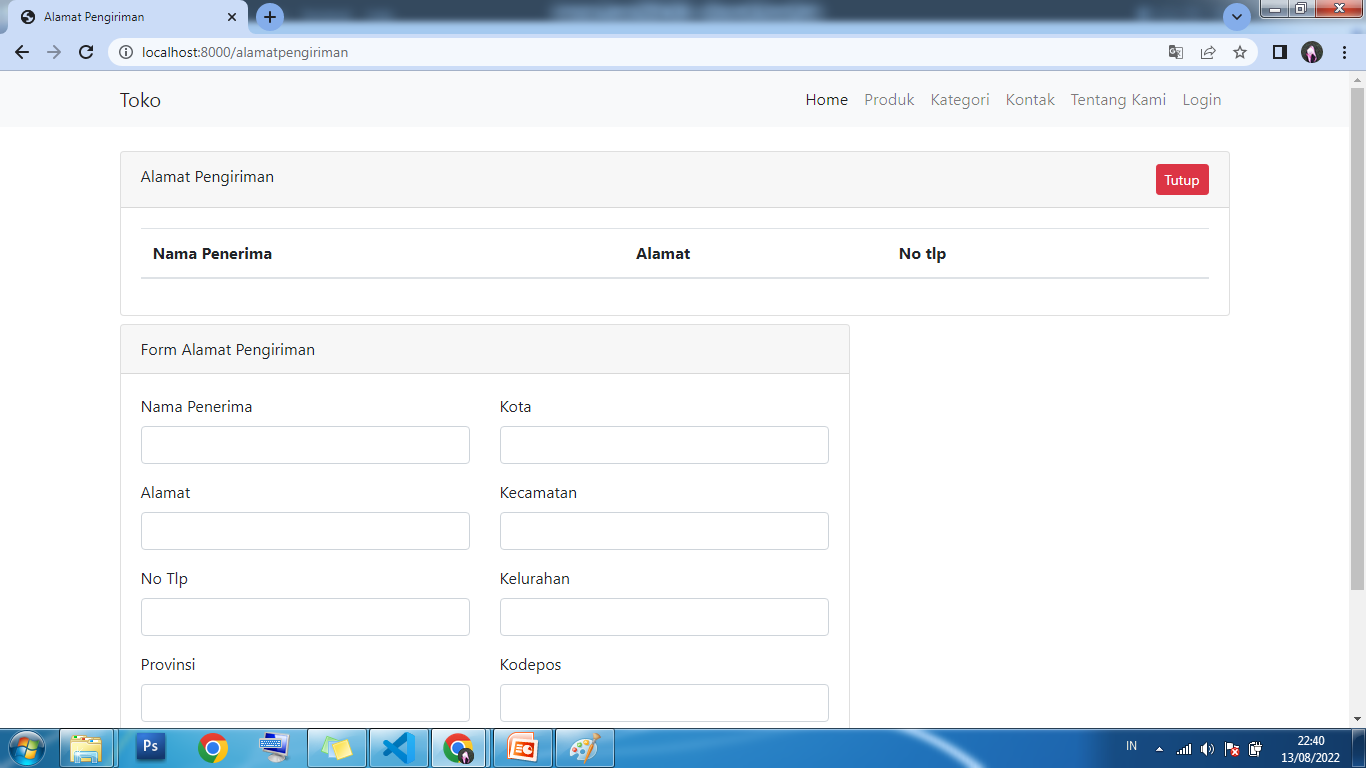 Alamat Pengiriman
localhost:8000/alamatpengiriman
Toko
Home Produk Kategori Kontak Tentang Kami Login
Alamat Pengiriman
Tutup
Nama Penerima Alamat No tlp
Form Alamat Pengiriman
Nama Penerima Kota
Alamat Kecamatan
No Tlp Kelurahan
Provinsi Kodepos
Ps
IN
22:40
13/08/2022